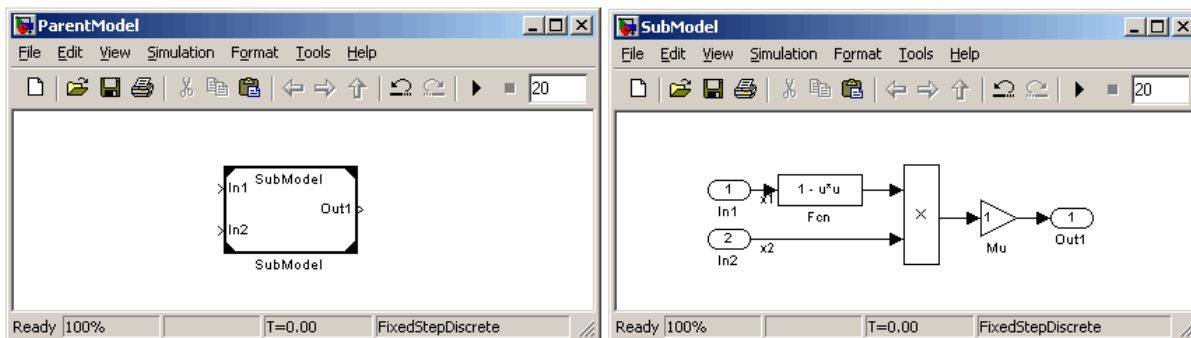 ParentModel
File Edit View Simulation Format Tools Help
20
SubModel
In1
Out1
In2
SubModel
Ready 100% T=0.00 FixedStepDiscrete
SubModel
File Edit View Simulation Format Tools Help
20
1
In1
x1
1 - u*u
Fcn
2
In2
x2
×
1
Mu
1
Out1
Ready 100% T=0.00 FixedStepDiscrete